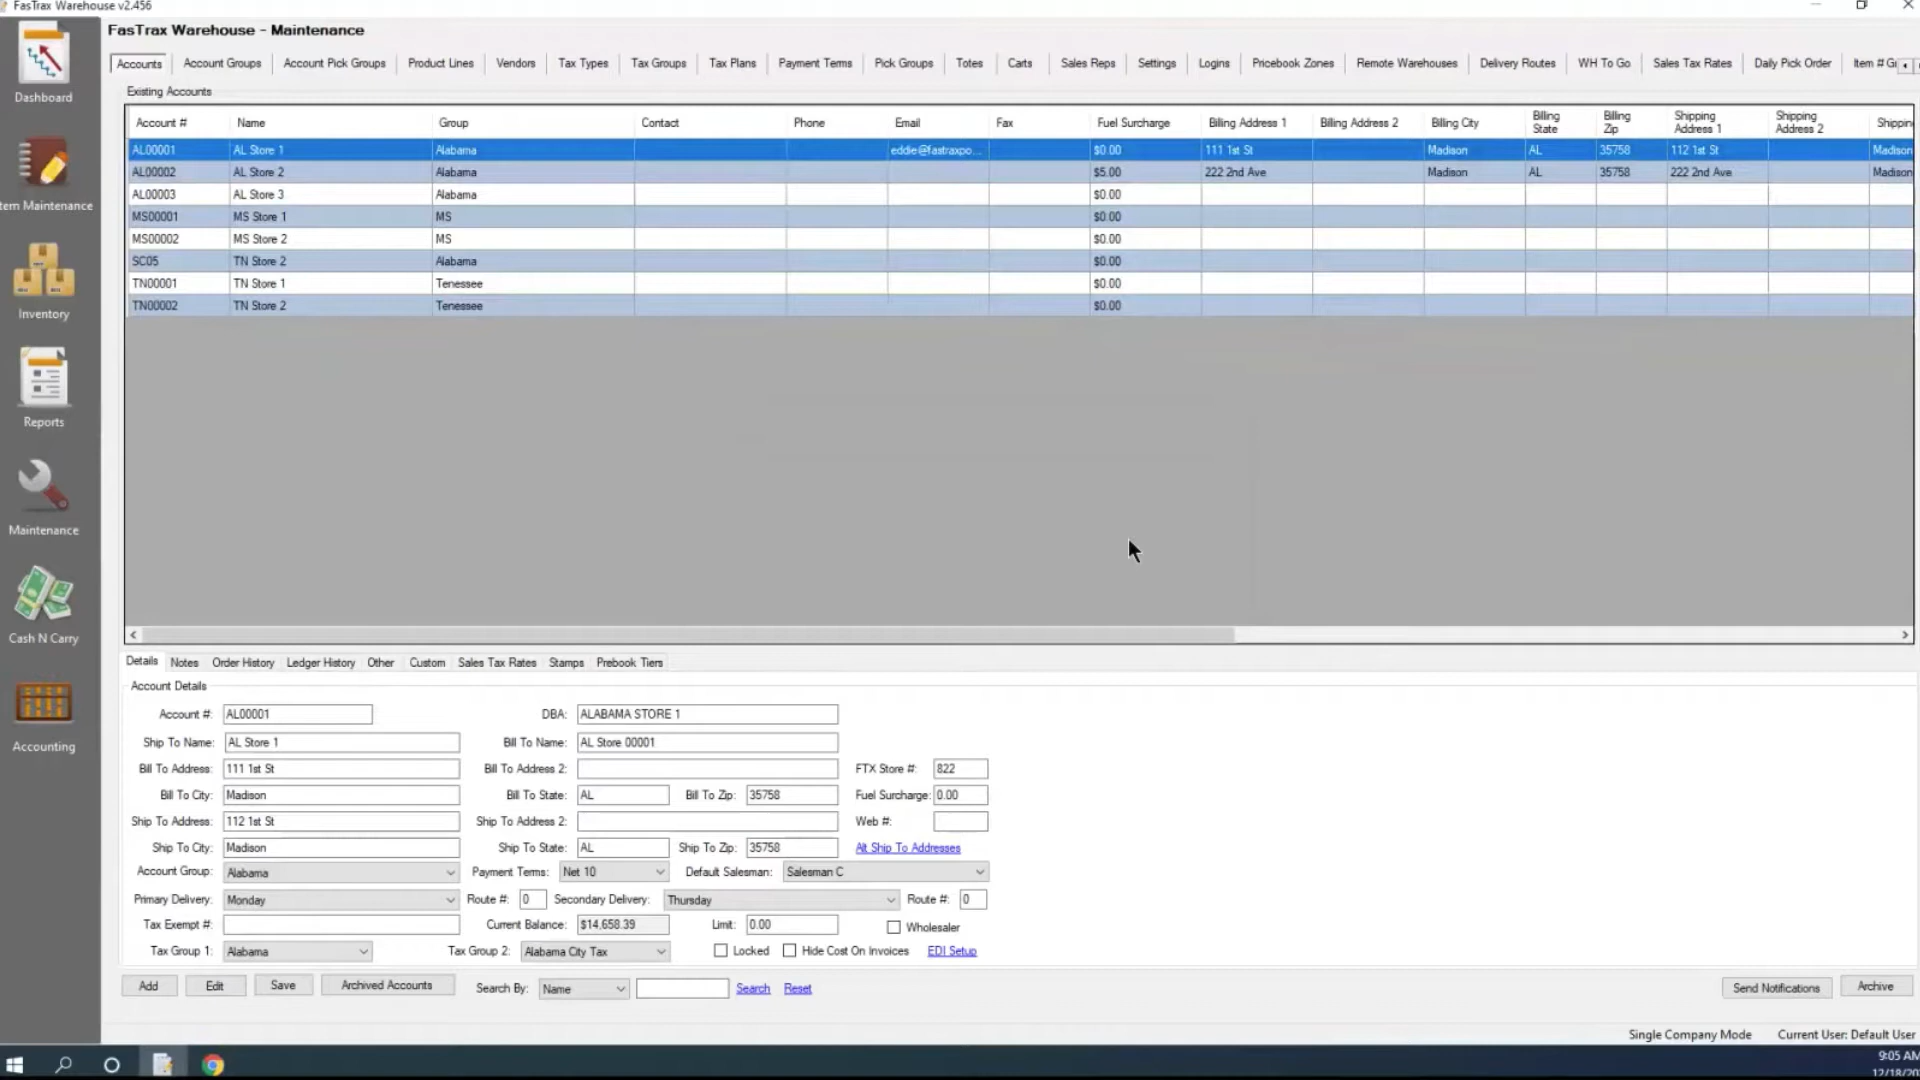 FasTrax Warehouse v2.456
FasTrax Warehouse - Maintenance
Accounts Account Groups Account Pick Groups Product Lines Vendors Tax Types Tax Groups Tax Plans Payment Terms Pick Groups Totes Carts Sales Reps Settings Logins Pricebook Zones Remote Warehouses Delivery Routes WH To Go Sales Tax Rates Daily Pick Order Item # G
Existing Accounts
Account # Name Group Contact Phone Email Fax Fuel Surcharge Billing Address 1 Billing Address 2 Billing City Billing State Billing Zip Shipping Address 1 Shipping Address 2 Shippin
AL00001 AL Store 1 Alabama eddie@fastraxpo... $0.00 111 1st St Madison AL 35758 112 1st St Madison
AL00002 AL Store 2 Alabama $5.00 222 2nd Ave Madison AL 35758 222 2nd Ave Madison
AL00003 AL Store 3 Alabama $0.00
MS00001 MS Store 1 MS $0.00
MS00002 MS Store 2 MS $0.00
SC05 TN Store 2 Alabama $0.00
TN00001 TN Store 1 Tenessee $0.00
TN00002 TN Store 2 Tenessee $0.00
Dashboard
tem Maintenance
Inventory
Reports
Maintenance
Cash N Carry
Accounting
Details Notes Order History Ledger History Other Custom Sales Tax Rates Stamps Prebook Tiers
Account Details
Account #: AL00001 DBA: ALABAMA STORE 1
Ship To Name: AL Store 1 Bill To Name: AL Store 00001
Bill To Address: 111 1st St Bill To Address 2: FTX Store #: 822
Bill To City: Madison Bill To State: AL Bill To Zip: 35758 Fuel Surcharge: 0.00
Ship To Address: 112 1st St Ship To Address 2: Web #:
Ship To City: Madison Ship To State: AL Ship To Zip: 35758 Alt Ship To Addresses
Account Group: Alabama Payment Terms: Net 10 Default Salesman: Salesman C
Primary Delivery: Monday Route #: 0 Secondary Delivery: Thursday Route #: 0
Tax Exempt #: Current Balance: $14,658.39 Limit: 0.00 Wholesaler
Tax Group 1: Alabama Tax Group 2: Alabama City Tax Locked Hide Cost On Invoices EDI Setup
Add Edit Save Archived Accounts Search By: Name Search Reset Send Notifications Archive
Single Company Mode Current User: Default User
9:05 AM
12/18/20